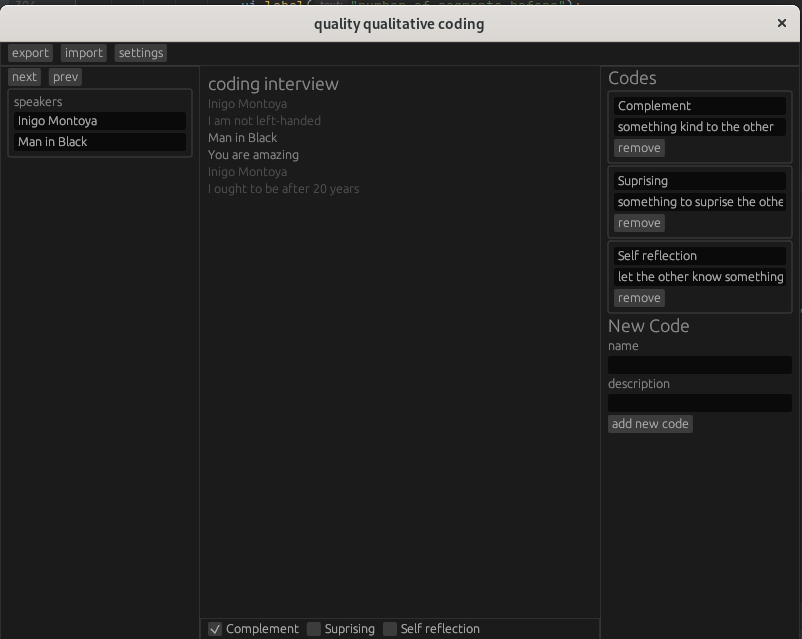 quality qualitative coding
export import settings
next prev
speakers
Inigo Montoya
Man in Black
coding interview
Inigo Montoya
I am not left-handed
Man in Black
You are amazing
Inigo Montoya
I ought to be after 20 years
Complement Suprising Self reflection
Codes
Complement
something kind to the other
remove
Suprising
something to suprise the othe
remove
Self reflection
let the other know something
remove
New Code
name
description
add new code